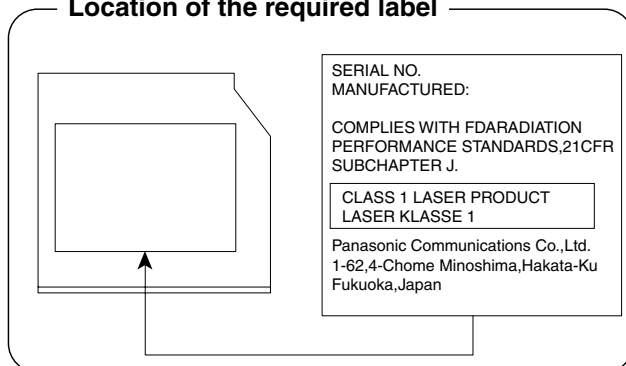 Location of the required label
SERIAL NO.
MANUFACTURED:
COMPLIES WITH FDARADIATION
PERFORMANCE STANDARDS,21CFR
SUBCHAPTER J.
CLASS 1 LASER PRODUCT
LASER KLASSE 1
Panasonic Communications Co.,Ltd.
1-62,4-Chome Minoshima,Hakata-Ku
Fukuoka,Japan